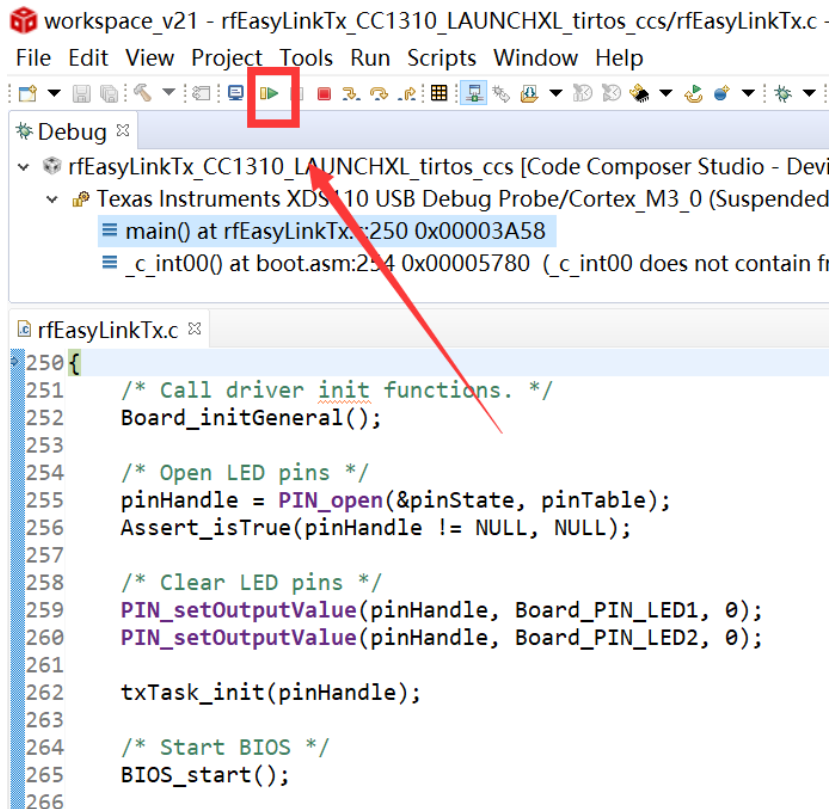 workspace_v21 - rfEasyLinkTx_CC1310_LAUNCHXL_tirtos_ccs/rfEasyLinkTx.c -
File Edit View Project Tools Run Scripts Window Help
Debug
rfEasyLinkTx_CC1310_LAUNCHXL_tirtos_ccs [Code Composer Studio - Devi
Texas Instruments XDS110 USB Debug Probe/Cortex_M3_0 (Suspended
main() at rfEasyLinkTx.c:250 0x00003A58
_c_int00() at boot.asm:254 0x00005780 (_c_int00 does not contain fr
rfEasyLinkTx.c
250 {
251 /* Call driver init functions. */
252 Board_initGeneral();
253
254 /* Open LED pins */
255 pinHandle = PIN_open(&pinState, pinTable);
256 Assert_isTrue(pinHandle != NULL, NULL);
257
258 /* Clear LED pins */
259 PIN_setOutputValue(pinHandle, Board_PIN_LED1, 0);
260 PIN_setOutputValue(pinHandle, Board_PIN_LED2, 0);
261
262 txTask_init(pinHandle);
263
264 /* Start BIOS */
265 BIOS_start();
266